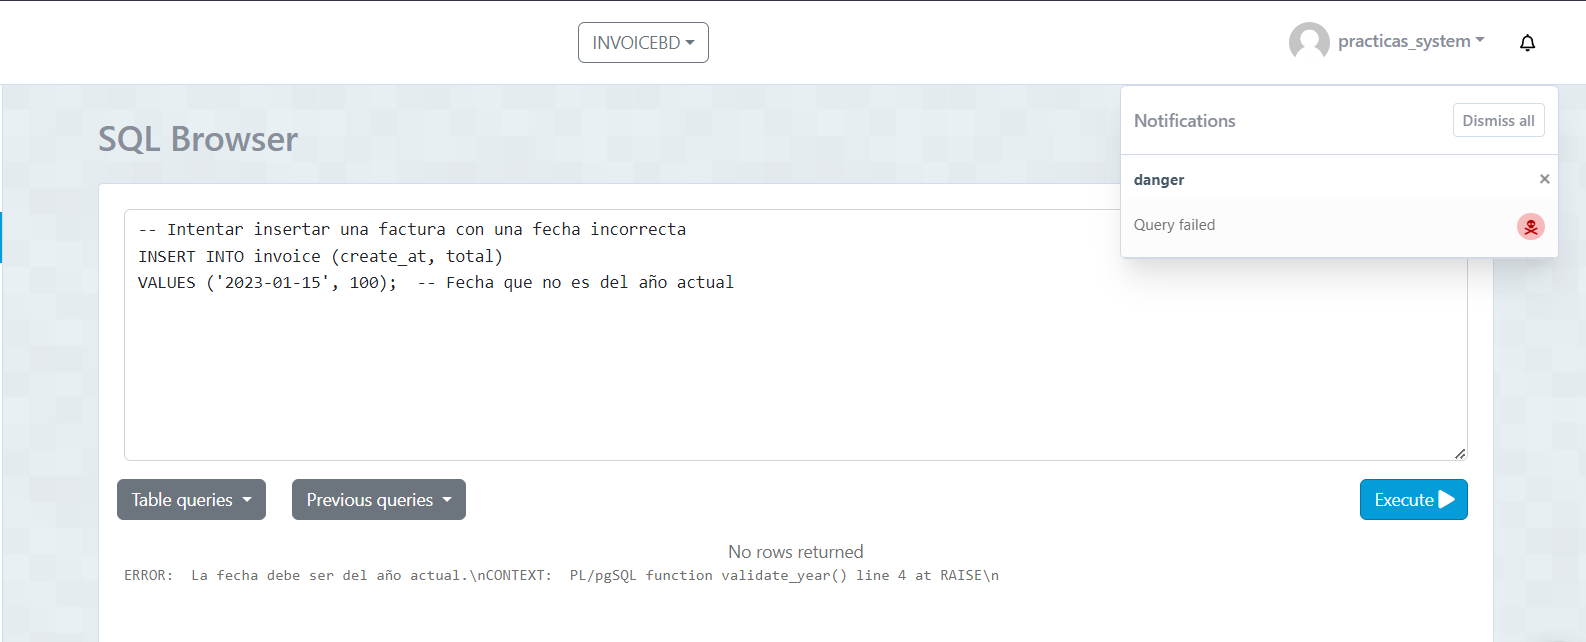 INVOICEBD
practicas_system
Notifications
Dismiss all
danger
×
Query failed
SQL Browser
-- Intentar insertar una factura con una fecha incorrecta
INSERT INTO invoice (create_at, total)
VALUES ('2023-01-15', 100);  -- Fecha que no es del año actual
Table queries
Previous queries
Execute
No rows returned
ERROR:  La fecha debe ser del año actual.\nCONTEXT:  PL/pgSQL function validate_year() line 4 at RAISE\n